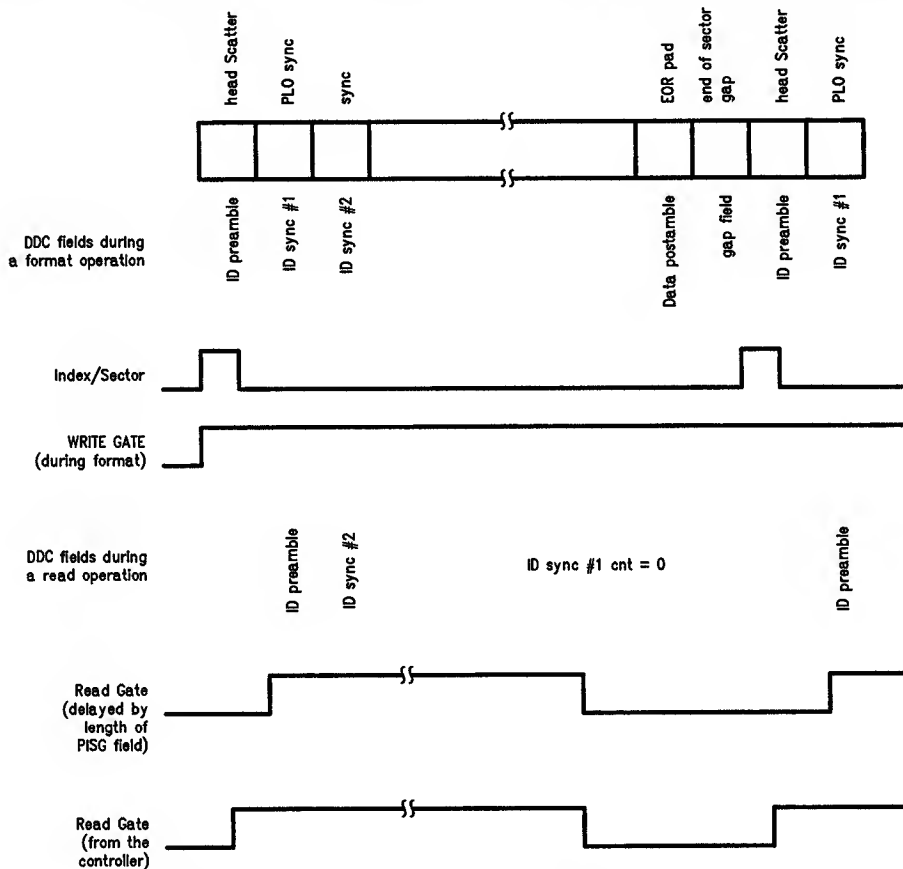 head Scatter
PLO sync
sync
EOR pad
end of sector
gap
head Scatter
PLO sync
DDC fields during
a format operation
ID preamble
ID sync #1
ID sync #2
Data postamble
gap field
ID preamble
ID sync #1
Index/Sector
WRITE GATE
(during format)
DDC fields during
a read operation
ID preamble
ID sync #2
ID sync #1 cnt = 0
ID preamble
Read Gate
(delayed by
length of
PISG field)
Read Gate
(from the
controller)